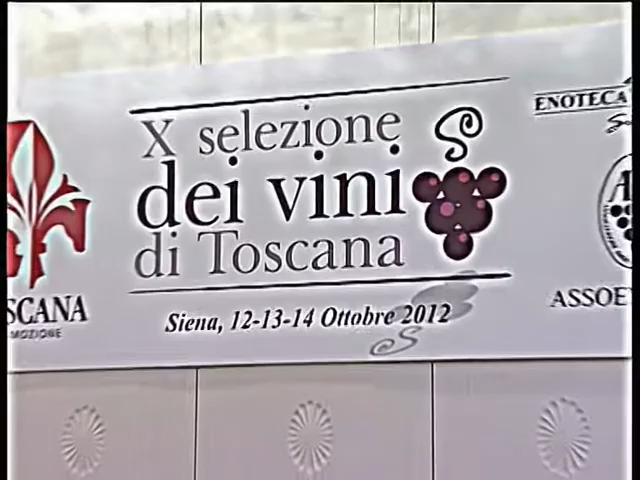 X selezione
dei vini
di Toscana
Siena, 12-13-14 Ottobre 2012
SCANA
MOZIONE
ENOTECA
ASSOE